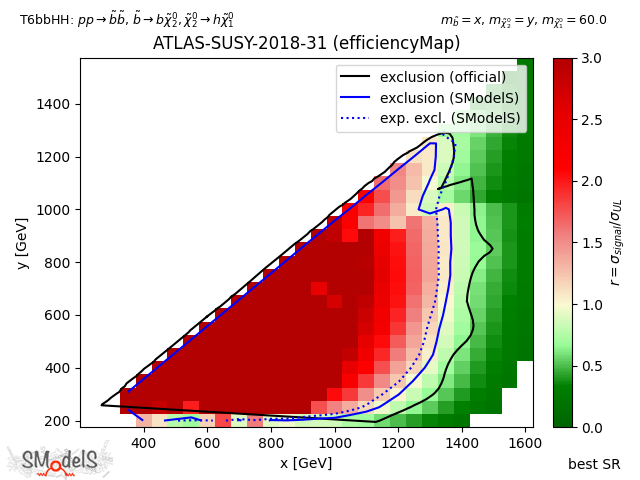 T6bbHH: pp → b̃b̃, b̃ → bχ̃⁰₂, χ̃⁰₂ → hχ̃⁰₁
m_b̃ = x, m_χ̃⁰₂ = y, m_χ̃⁰₁ = 60.0
ATLAS-SUSY-2018-31 (efficiencyMap)
exclusion (official)
exclusion (SModelS)
exp. excl. (SModelS)
y [GeV]
1400
1200
1000
800
600
400
200
400 600 800 1000 1200 1400 1600
x [GeV]
3.0
2.5
2.0
1.5
1.0
0.5
0.0
r = σ_signal/σ_UL
best SR
SModelS